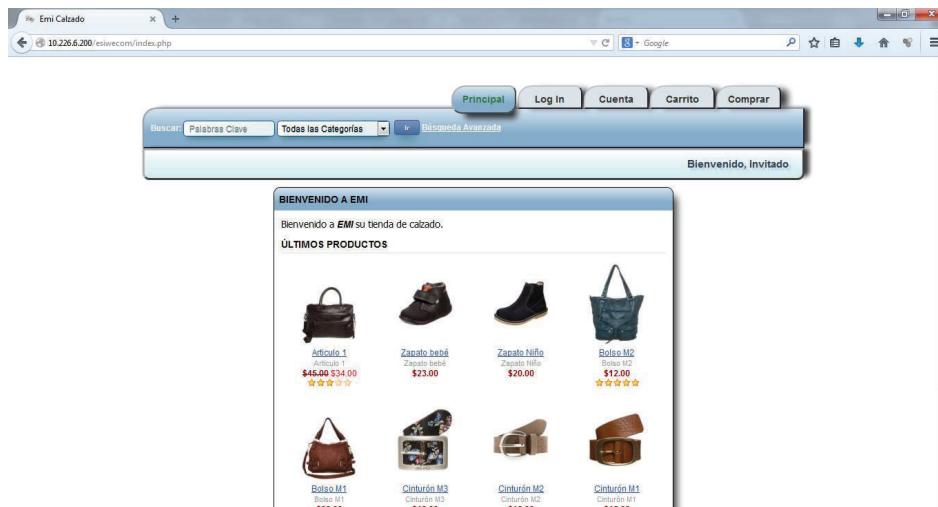 Emi Calzado
10.226.6.200/esiwecom/index.php
Google
Principal Log In Cuenta Carrito Comprar
Buscar: Palabras Clave Todas las Categorías Ir Búsqueda Avanzada
Bienvenido, Invitado
BIENVENIDO A EMI
Bienvenido a EMI su tienda de calzado.
ÚLTIMOS PRODUCTOS
Articulo 1 Zapato bebé Zapato Niño Bolso M2
Articulo 1 Zapato bebé Zapato Niño Bolso M2
$45.00 $34.00 $23.00 $20.00 $12.00
Bolso M1 Cinturón M3 Cinturón M2 Cinturón M1
Bolso M1 Cinturón M3 Cinturón M2 Cinturón M1